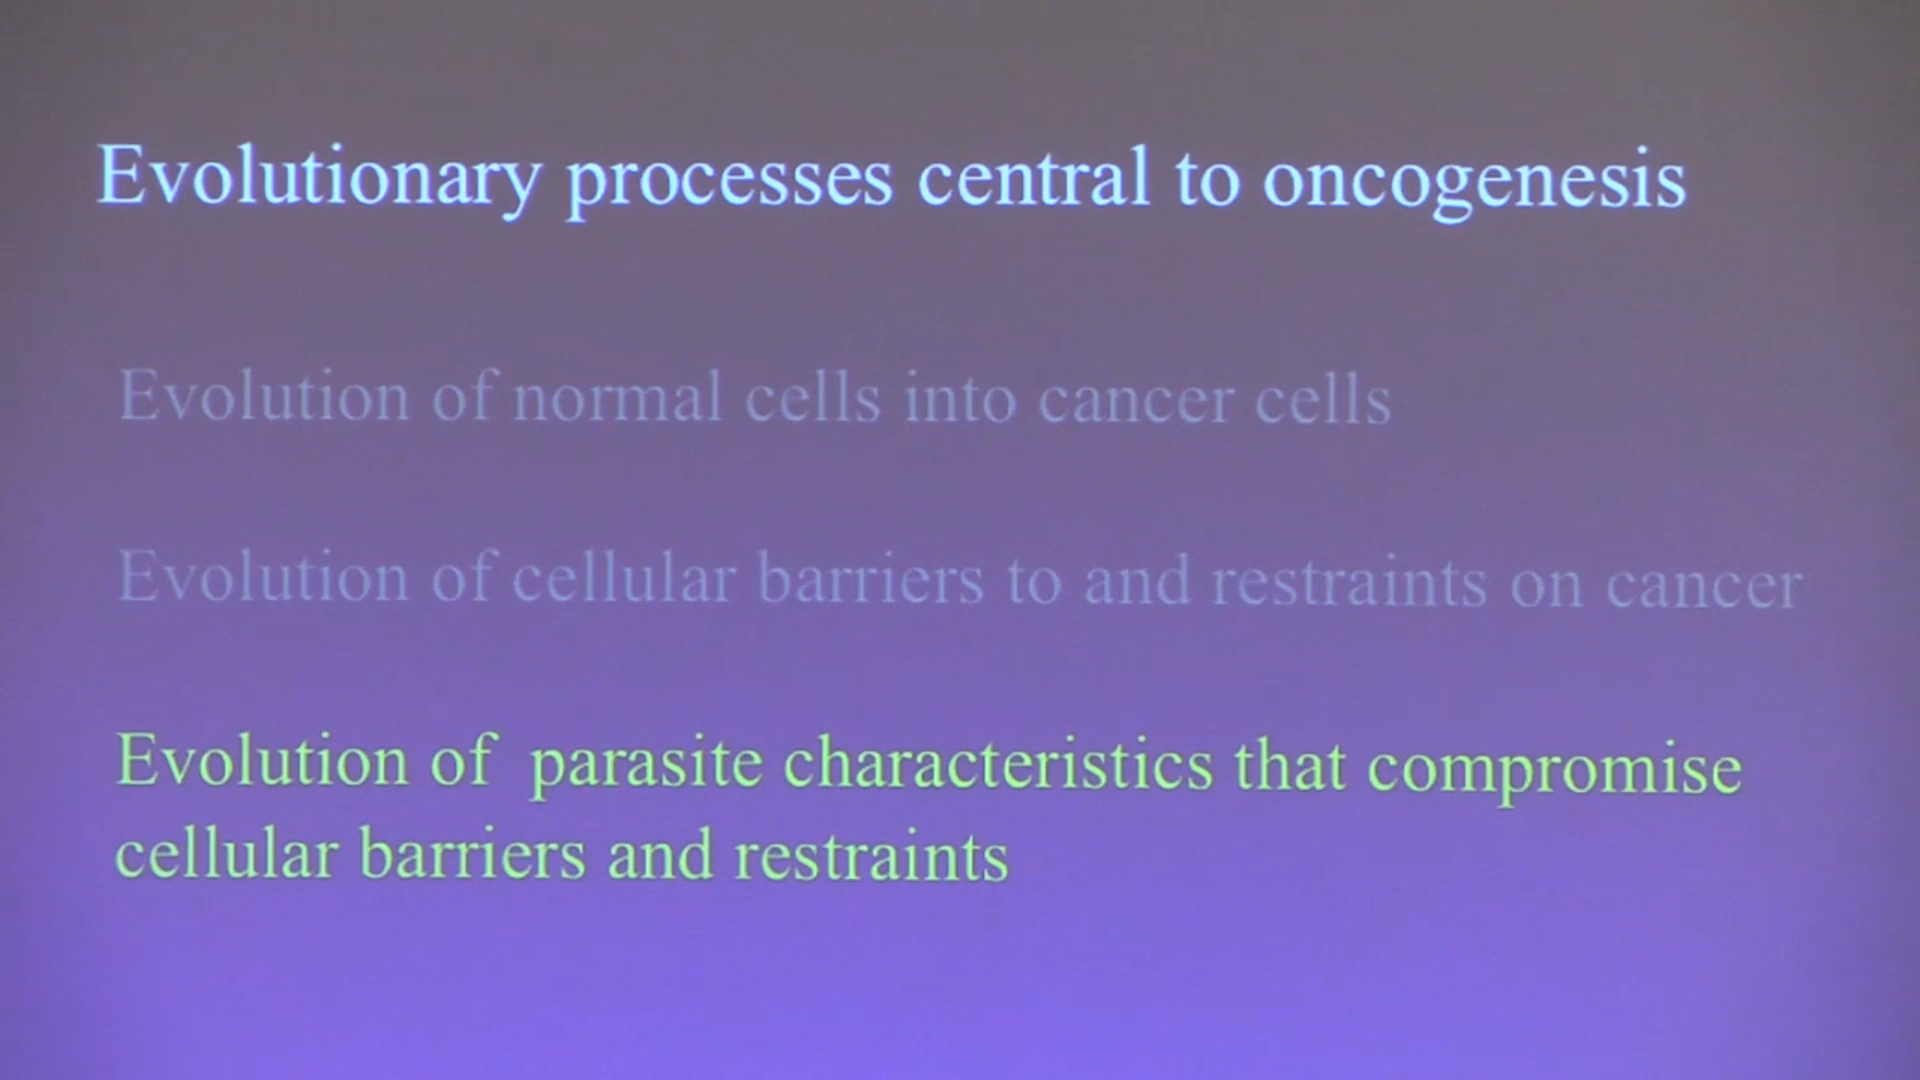 Evolutionary processes central to oncogenesis
Evolution of normal cells into cancer cells
Evolution of cellular barriers to and restraints on cancer
Evolution of parasite characteristics that compromise
cellular barriers and restraints